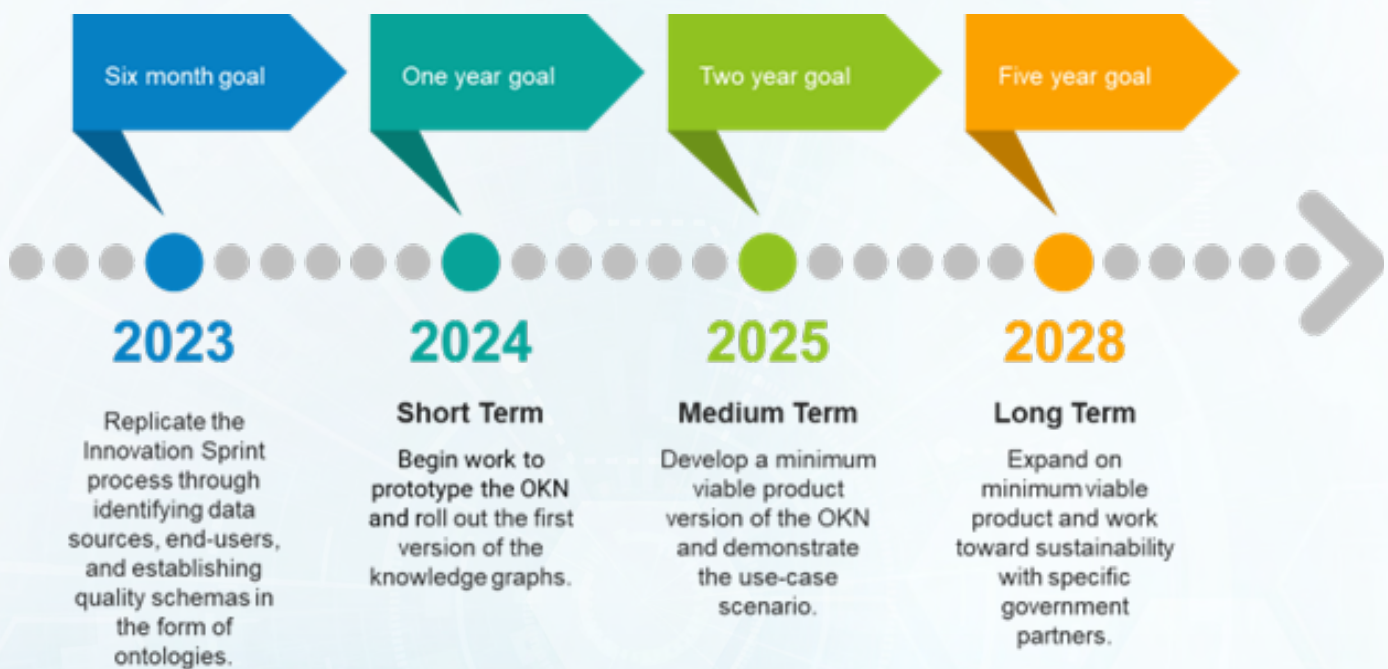 Six month goal
One year goal
Two year goal
Five year goal
2023
Replicate the
Innovation Sprint
process through
identifying data
sources, end-users,
and establishing
quality schemas in
the form of
ontologies.
2024
Short Term
Begin work to
prototype the OKN
and roll out the first
version of the
knowledge graphs.
2025
Medium Term
Develop a minimum
viable product
version of the OKN
and demonstrate
the use-case
scenario.
2028
Long Term
Expand on
minimum viable
product and work
toward sustainability
with specific
government
partners.